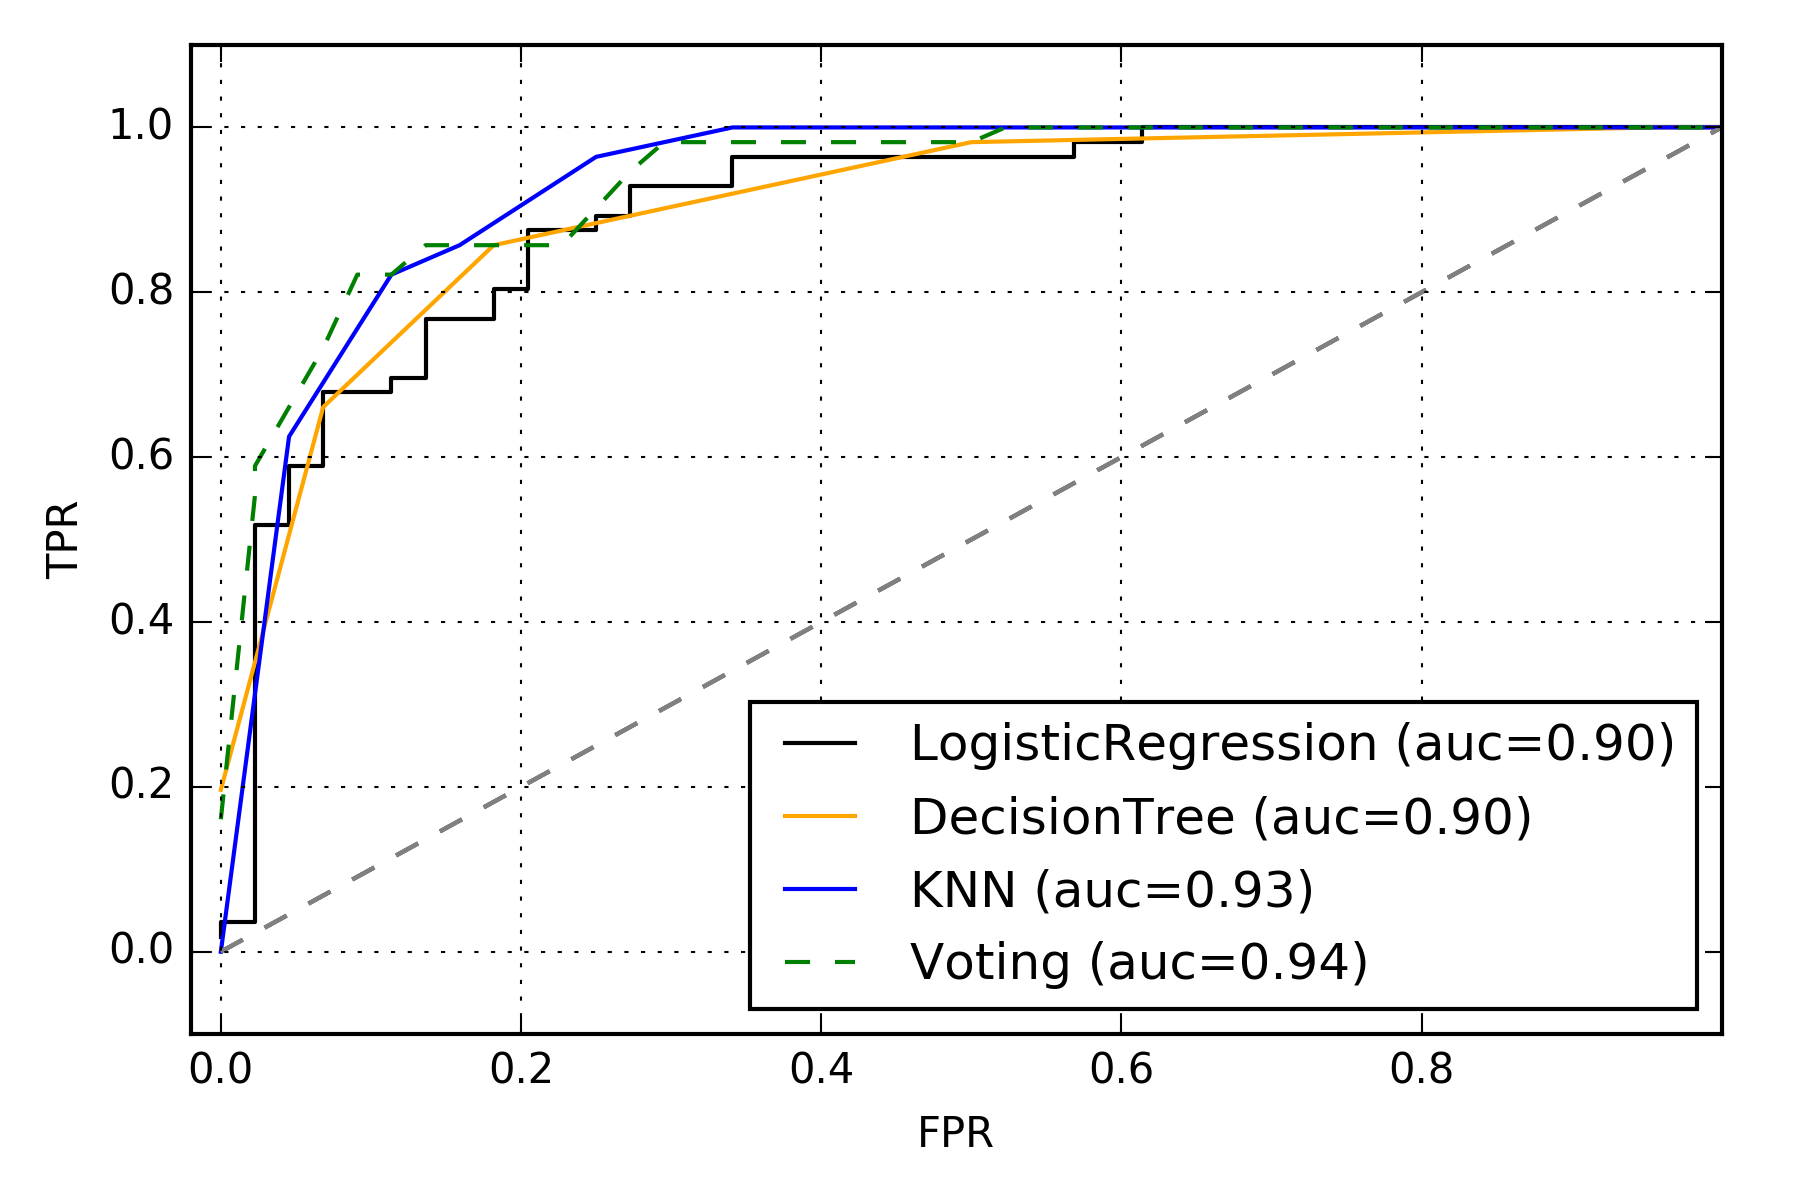 1.0
0.8
0.6
0.4
0.2
0.0
TPR
LogisticRegression (auc=0.90)
DecisionTree (auc=0.90)
KNN (auc=0.93)
Voting (auc=0.94)
0.0 0.2 0.4 0.6 0.8
FPR